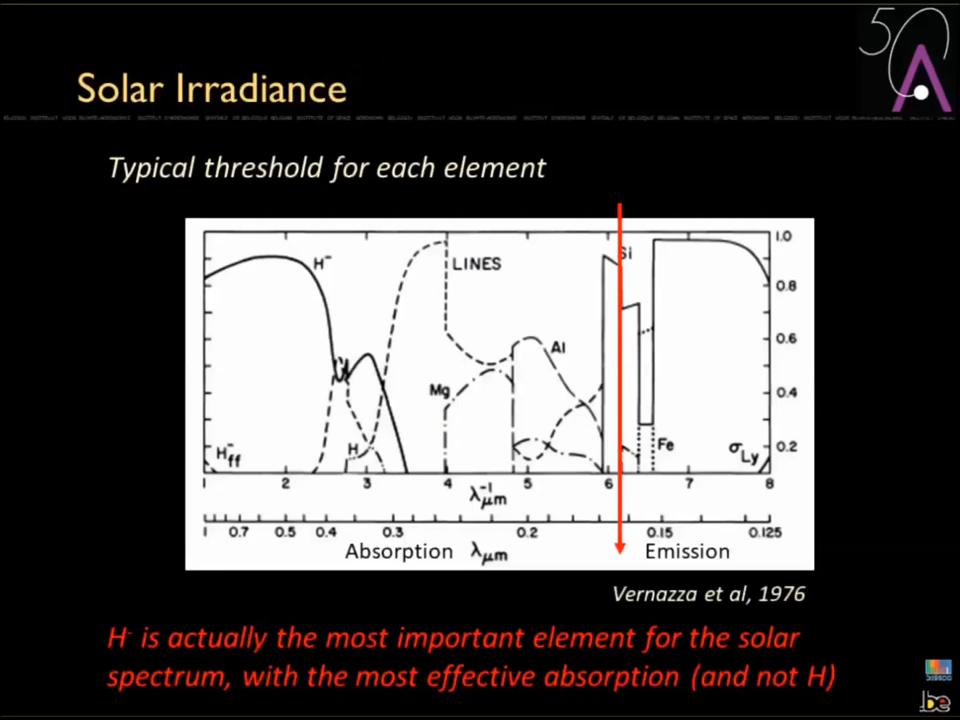 50
Solar Irradiance
Typical threshold for each element
H⁻
LINES
Si
1.0
0.8
0.6
0.4
0.2
Al
Mg
H
H⁻ff
Fe
σLy
1 2 3 4 5 6 7 8
λ⁻¹μm
1 0.7 0.5 0.4 0.3 0.2 0.15 0.125
Absorption λμm Emission
Vernazza et al, 1976
H⁻ is actually the most important element for the solar
spectrum, with the most effective absorption (and not H)
.be